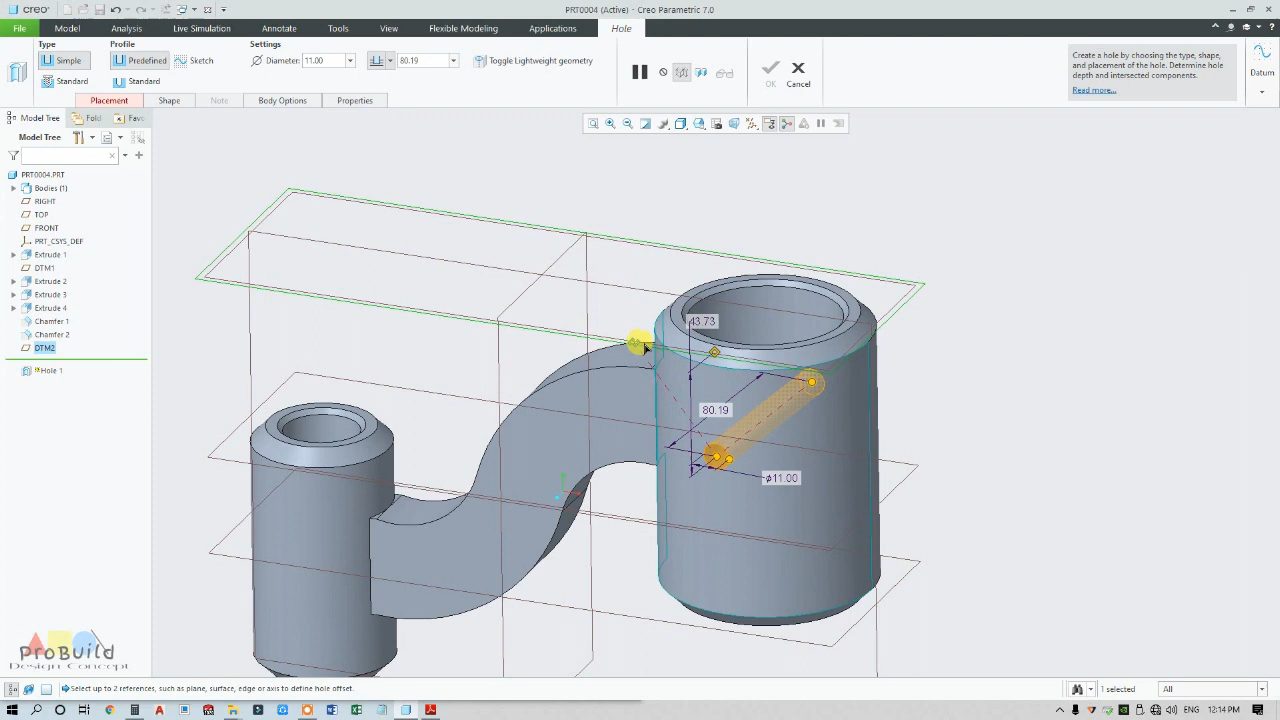 creo
PRT0004 (Active) - Creo Parametric 7.0
File Model Analysis Live Simulation Annotate Tools View Flexible Modeling Applications Hole
Type Profile Settings
Simple Predefined Sketch Diameter: 11.00 80.19 Toggle Lightweight geometry
Standard Standard
OK Cancel
Create a hole by choosing the type, shape,
and placement of the hole. Determine hole
depth and intersected components.
Read more...
Datum
Placement Shape Note Body Options Properties
Model Tree Fold Favo
Model Tree
PRT0004.PRT
Bodies (1)
RIGHT
TOP
FRONT
PRT_CSYS_DEF
Extrude 1
DTM1
Extrude 2
Extrude 3
Extrude 4
Chamfer 1
Chamfer 2
DTM2
Hole 1
43.73
80.19
ϕ11.00
ProBuild
Design Concept
Select up to 2 references, such as plane, surface, edge or axis to define hole offset.
1 selected All
ENG 12:14 PM